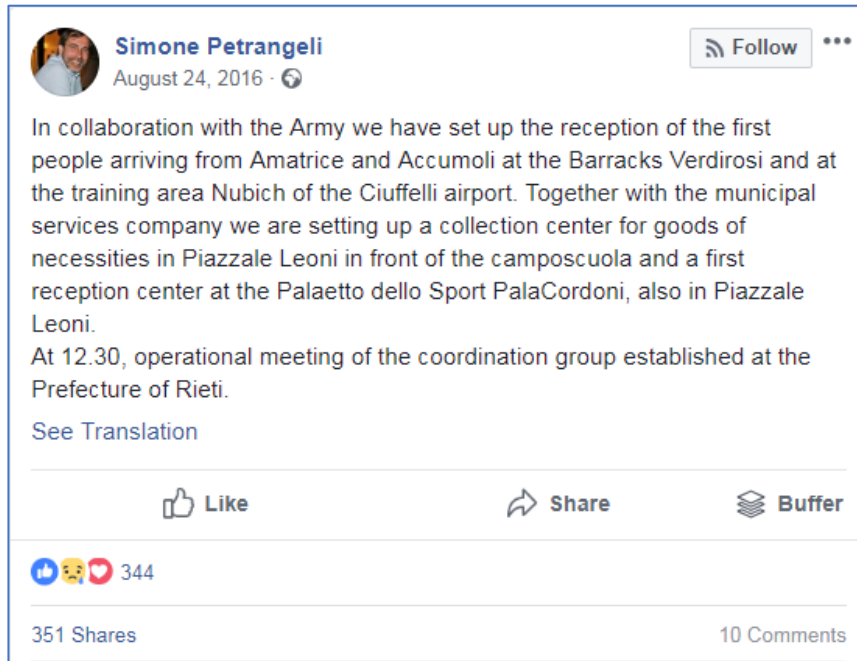 Simone Petrangeli
Follow
August 24, 2016
In collaboration with the Army we have set up the reception of the first
people arriving from Amatrice and Accumoli at the Barracks Verdirosi and at
the training area Nubich of the Ciuffelli airport. Together with the municipal
services company we are setting up a collection center for goods of
necessities in Piazzale Leoni in front of the camposcuola and a first
reception center at the Palaetto dello Sport PalaCordoni, also in Piazzale
Leoni.
At 12.30, operational meeting of the coordination group established at the
Prefecture of Rieti.
See Translation
Like
Share
Buffer
344
351 Shares
10 Comments